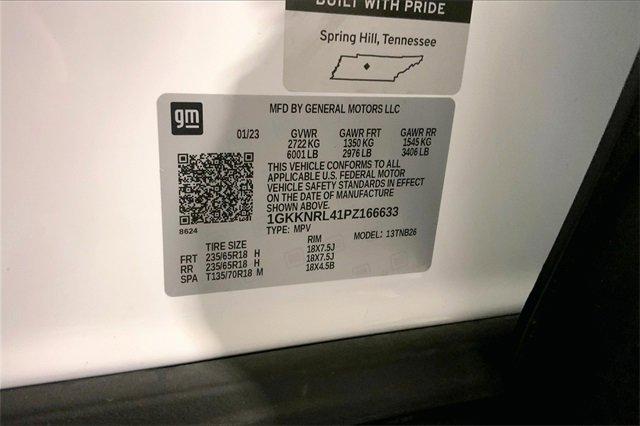 BUILT WITH PRIDE
Spring Hill, Tennessee
gm
MFD BY GENERAL MOTORS LLC
01/23 GVWR GAWR FRT GAWR RR
2722 KG 1350 KG 1545 KG
6001 LB 2976 LB 3406 LB
THIS VEHICLE CONFORMS TO ALL
APPLICABLE U.S. FEDERAL MOTOR
VEHICLE SAFETY STANDARDS IN EFFECT
ON THE DATE OF MANUFACTURE
SHOWN ABOVE.
8624
1GKKNRL41PZ166633
TYPE: MPV MODEL: 13TNB26
TIRE SIZE RIM
FRT 235/65R18 H 18X7.5J
RR 235/65R18 H 18X7.5J
SPA T135/70R18 M 18X4.5B